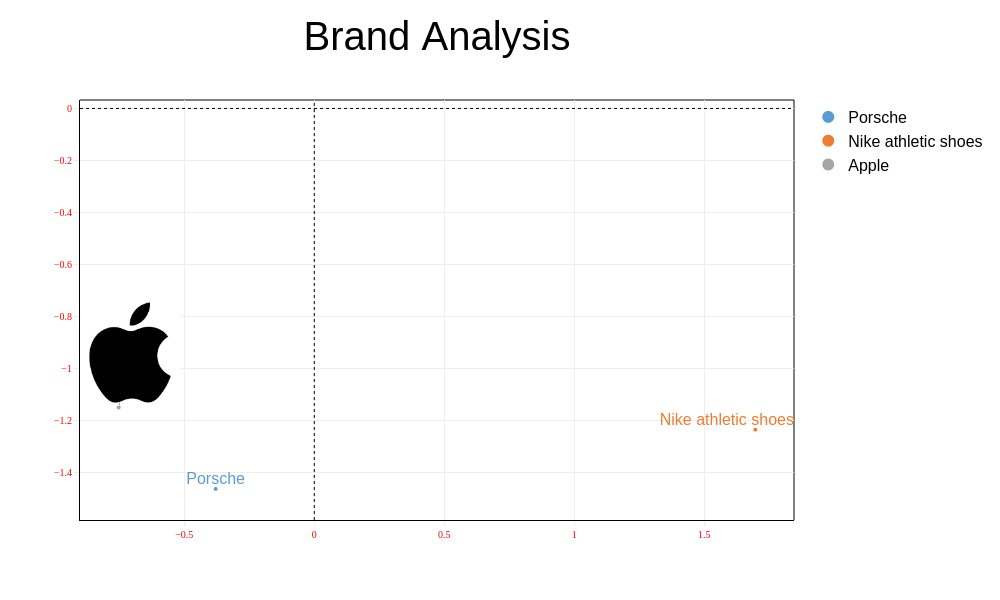 Brand Analysis
Porsche
Nike athletic shoes
Apple
0
−0.2
−0.4
−0.6
−0.8
−1
−1.2
−1.4
Nike athletic shoes
Porsche
−0.5
0
0.5
1
1.5